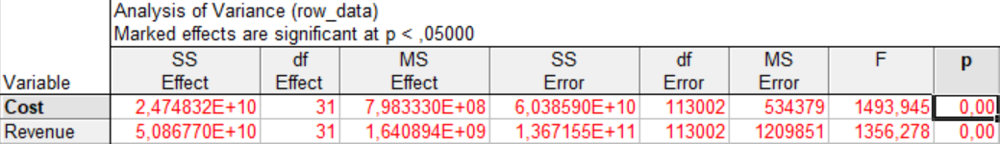 Analysis of Variance (row_data)
Marked effects are significant at p < ,05000
Variable SS Effect df Effect MS Effect SS Error df Error MS Error F p
Cost 2,474832E+10 31 7,983330E+08 6,038590E+10 113002 534379 1493,945 0,00
Revenue 5,086770E+10 31 1,640894E+09 1,367155E+11 113002 1209851 1356,278 0,00